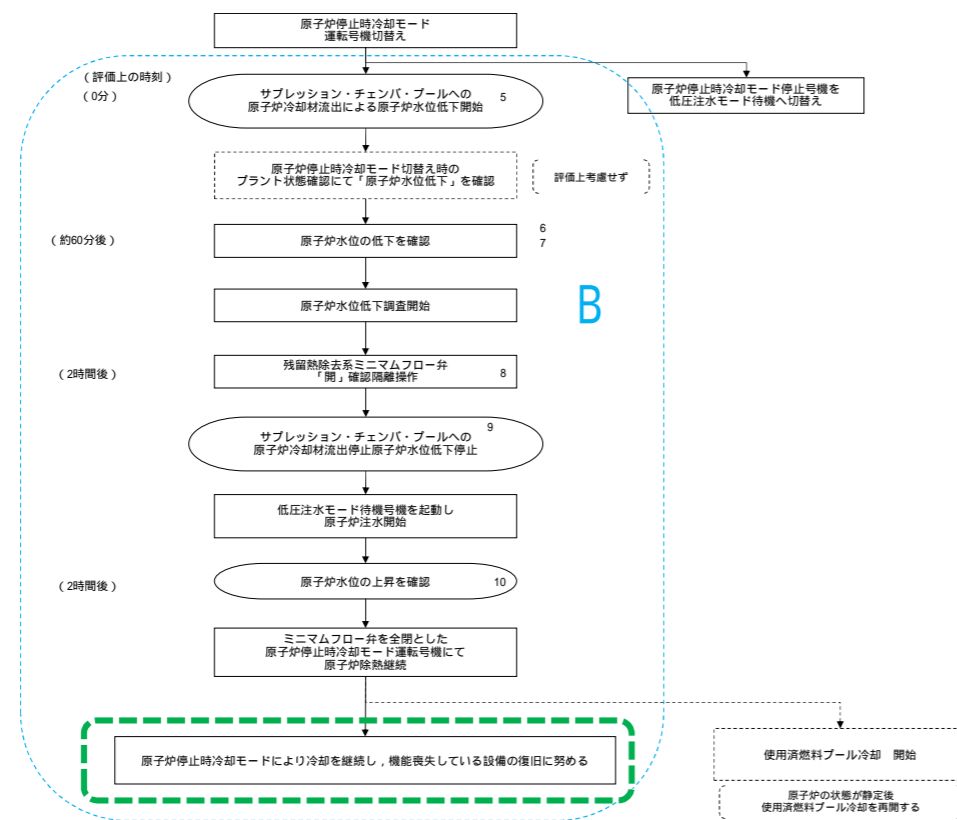 原子炉停止時冷却モード
運転号機切替え
(評価上の時刻)
(0分)
サプレッション・チェンバ・プールへの
原子炉冷却材流出による原子炉水位低下開始
5
原子炉停止時冷却モード停止号機を
低圧注水モード待機へ切替え
原子炉停止時冷却モード切替え時の
プラント状態確認にて「原子炉水位低下」を確認
評価上考慮せず
(約60分後)
原子炉水位の低下を確認
6
7
原子炉水位低下調査開始
B
(2時間後)
残留熱除去系ミニマムフロー弁
「開」確認隔離操作
8
サプレッション・チェンバ・プールへの
原子炉冷却材流出停止原子炉水位低下停止
9
低圧注水モード待機号機を起動し
原子炉注水開始
(2時間後)
原子炉水位の上昇を確認
10
ミニマムフロー弁を全閉とした
原子炉停止時冷却モード運転号機にて
原子炉除熱継続
原子炉停止時冷却モードにより冷却を継続し,機能喪失している設備の復旧に努める
使用済燃料プール冷却 開始
原子炉の状態が静定後
使用済燃料プール冷却を再開する